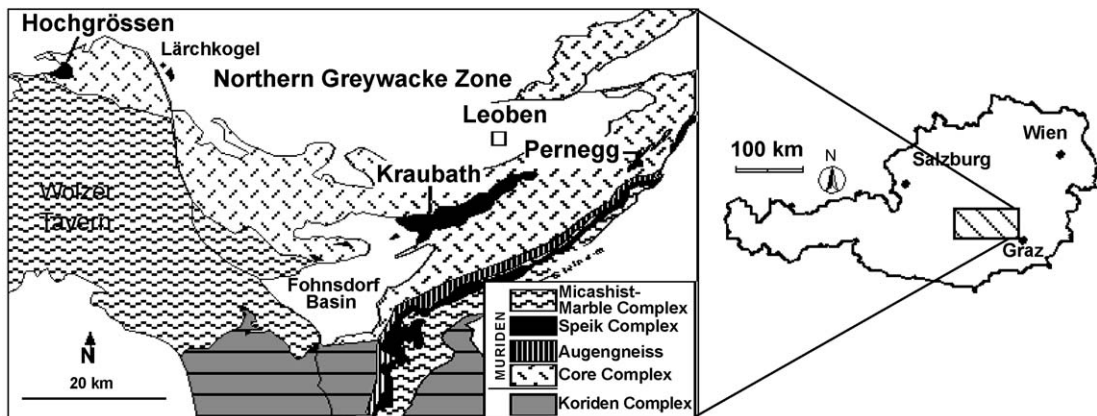 Hochgrössen
Lärchkogel
Northern Greywacke Zone
Leoben
Pernegg
Kraubath
Wölzer
Tavern
Fohnsdorf
Basin
N
20 km
MURIDEN
Micashist-
Marble Complex
Speik Complex
Augengneiss
Core Complex
Koriden Complex
100 km
N
Wien
Salzburg
Graz